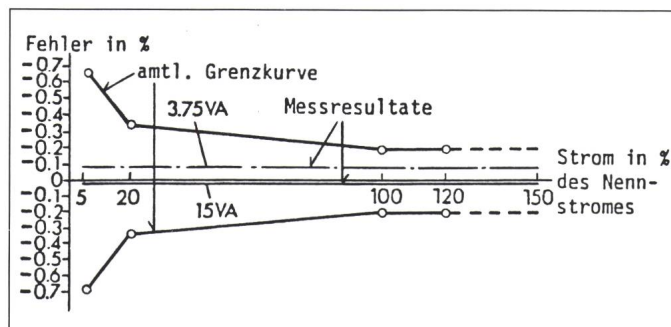 Fehler in %
-0.7
-0.6
-0.5
-0.4
-0.3
-0.2
-0.1
0
-0.1
-0.2
-0.3
-0.4
-0.5
-0.6
-0.7
amtl. Grenzkurve
3.75VA
Messresultate
15VA
5
20
100
120
150
Strom in %
des Nenn-
stromes